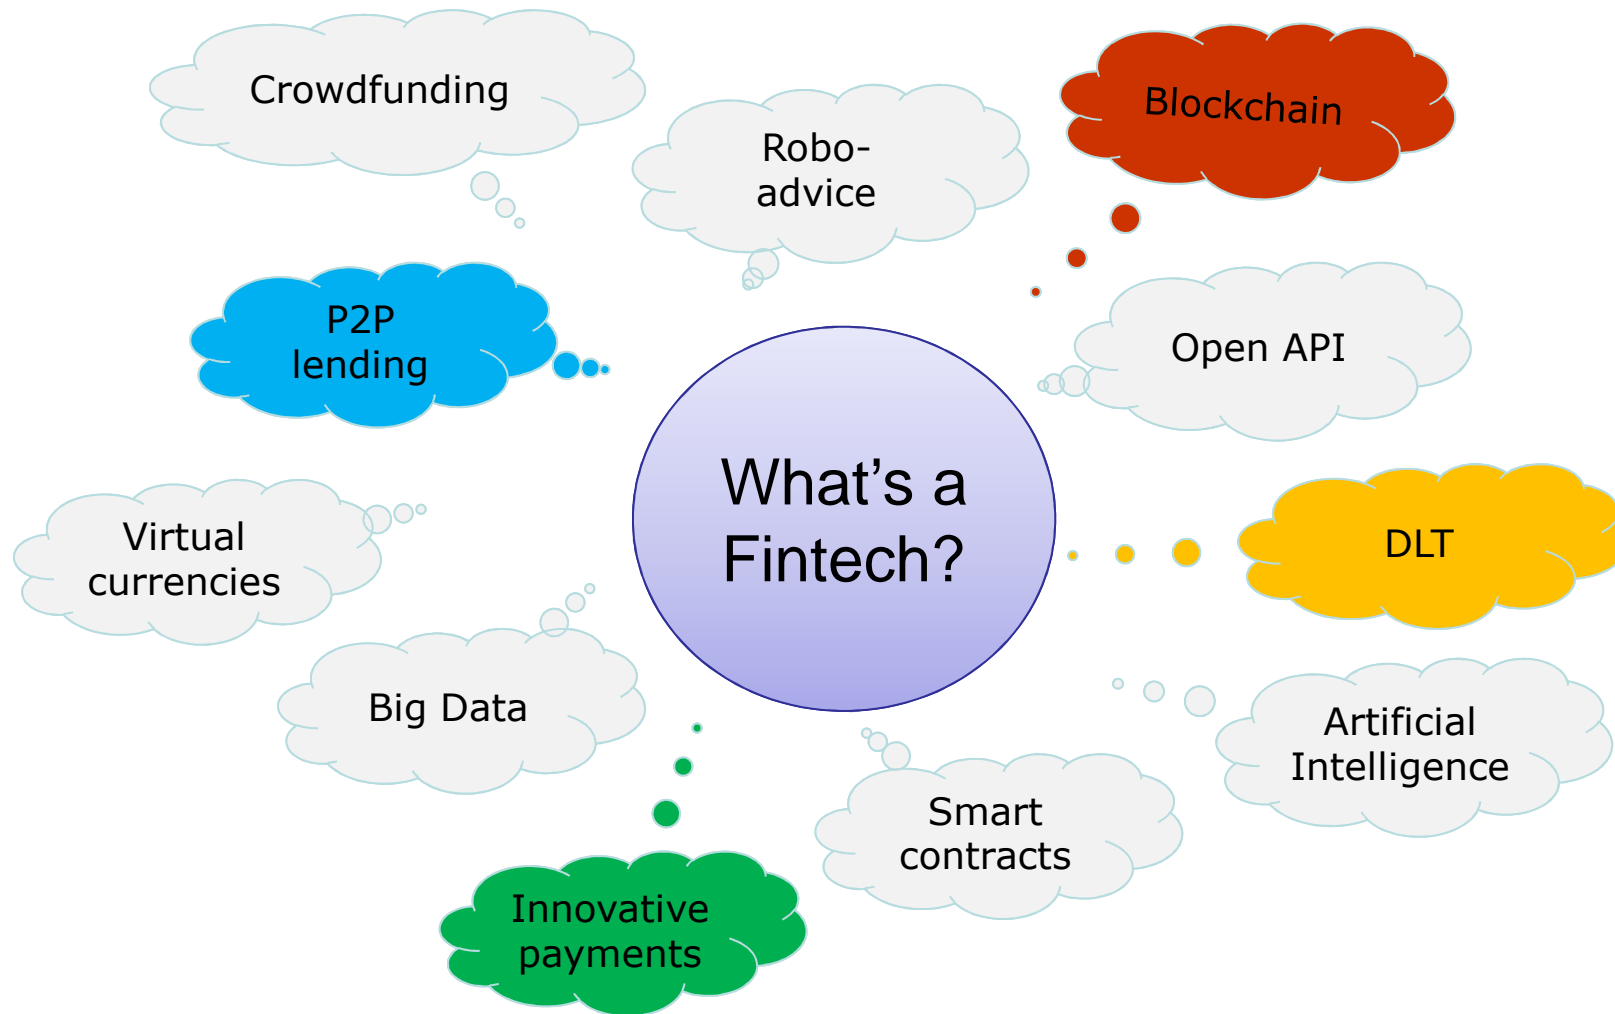 Crowdfunding
Robo-
advice
Blockchain
P2P
lending
Open API
What’s a
Fintech?
Virtual
currencies
DLT
Big Data
Artificial
Intelligence
Smart
contracts
Innovative
payments